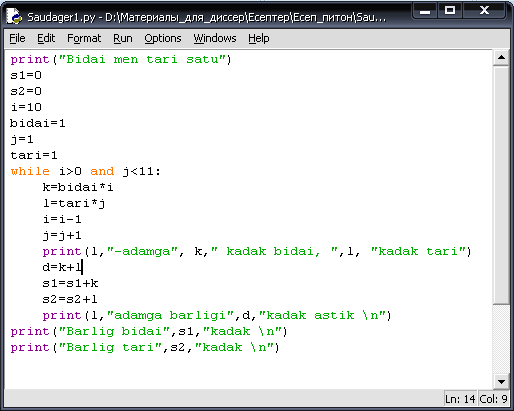 Saudager1.py - D:\Материалы_для_диссер\Есептер\Есеп_питон\Sau...
File Edit Format Run Options Windows Help
print("Bidai men tari satu")
s1=0
s2=0
i=10
bidai=1
j=1
tari=1
while i>0 and j<11:
    k=bidai*i
    l=tari*j
    i=i-1
    j=j+1
    print(l,"-adamga", k," kadak bidai, ",l, "kadak tari")
    d=k+l
    s1=s1+k
    s2=s2+l
    print(l,"adamga barligi",d,"kadak astik \n")
print("Barlig bidai",s1,"kadak \n")
print("Barlig tari",s2,"kadak \n")
Ln: 14 Col: 9